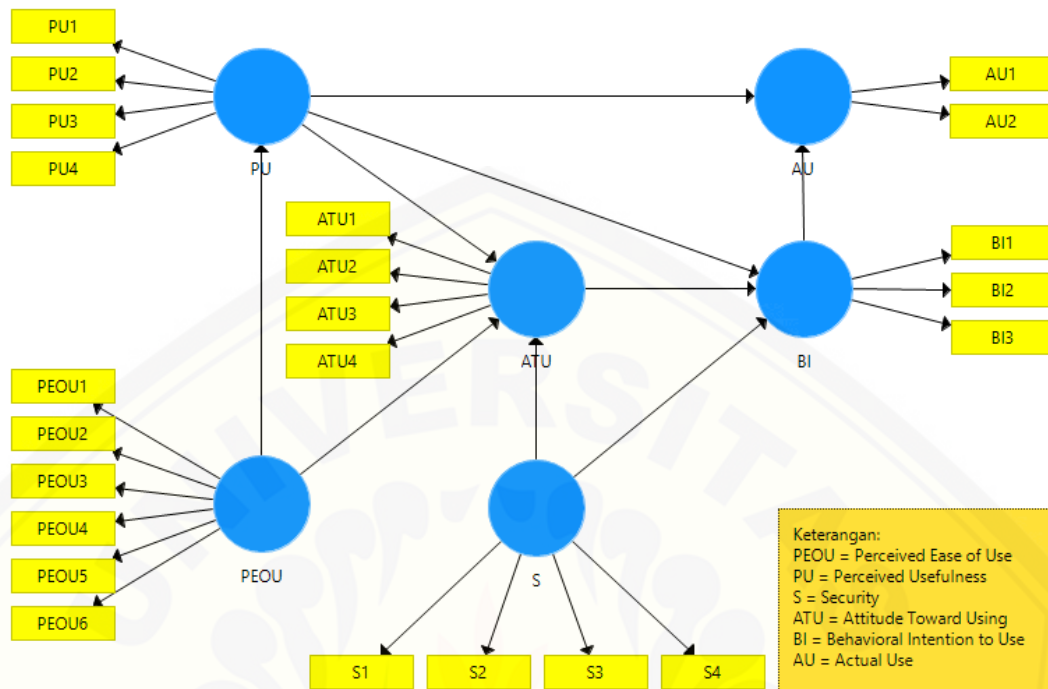 PU1
PU2
PU3
PU4
PU
AU
AU1
AU2
ATU1
ATU2
ATU3
ATU4
ATU
BI
BI1
BI2
BI3
PEOU1
PEOU2
PEOU3
PEOU4
PEOU5
PEOU6
PEOU
S
S1
S2
S3
S4
Keterangan:
PEOU = Perceived Ease of Use
PU = Perceived Usefulness
S = Security
ATU = Attitude Toward Using
BI = Behavioral Intention to Use
AU = Actual Use
UNIVERSITA